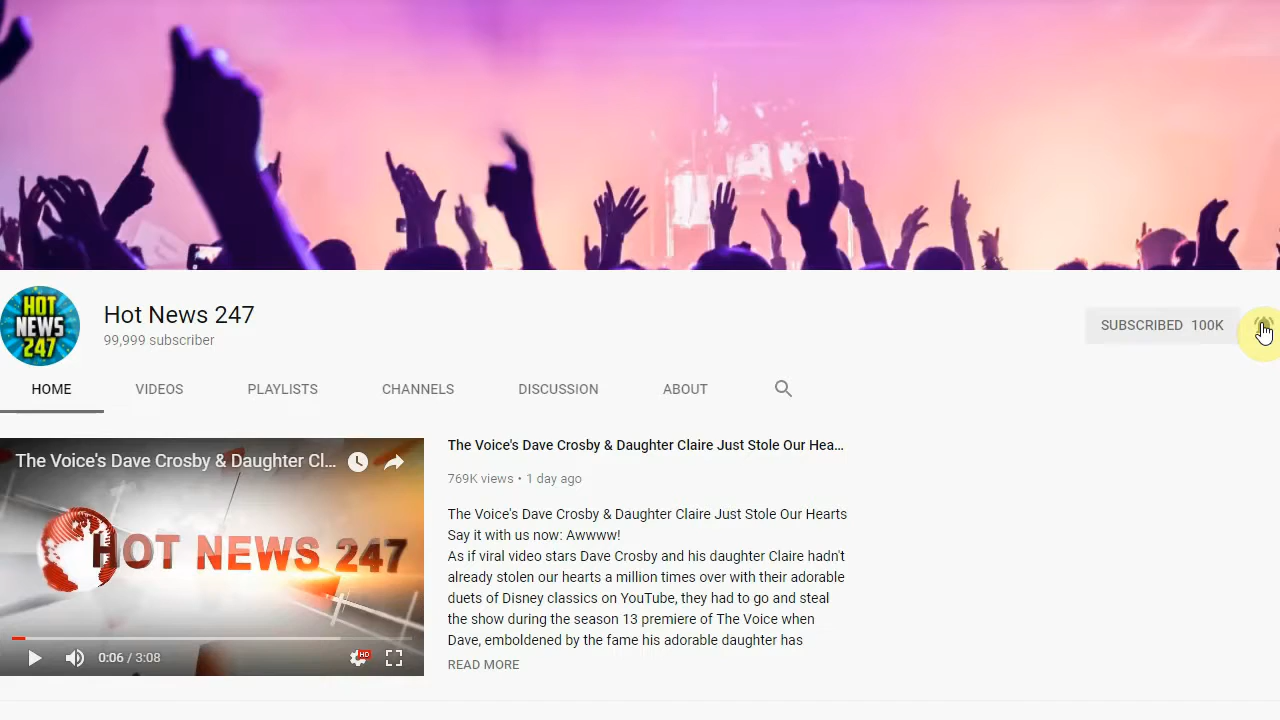 HOT
NEWS
247
Hot News 247
99,999 subscriber
SUBSCRIBED 100K
HOME VIDEOS PLAYLISTS CHANNELS DISCUSSION ABOUT
The Voice's Dave Crosby & Daughter Cl...
HOT NEWS 247
0:06 / 3:08
HD
The Voice's Dave Crosby & Daughter Claire Just Stole Our Hea...
769K views • 1 day ago
The Voice's Dave Crosby & Daughter Claire Just Stole Our Hearts
Say it with us now: Awwww!
As if viral video stars Dave Crosby and his daughter Claire hadn't
already stolen our hearts a million times over with their adorable
duets of Disney classics on YouTube, they had to go and steal
the show during the season 13 premiere of The Voice when
Dave, emboldened by the fame his adorable daughter has
READ MORE